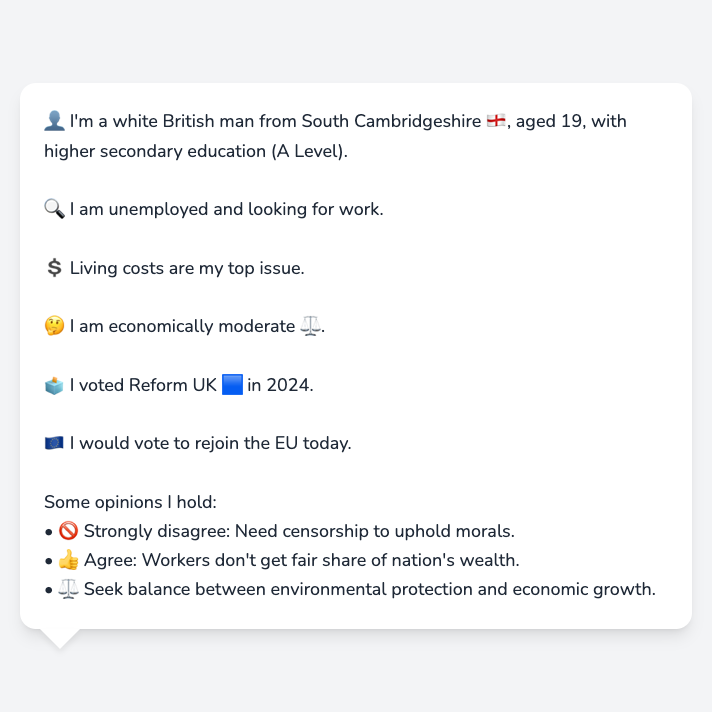 👤 I'm a white British man from South Cambridgeshire 🏴󠁧󠁢󠁥󠁮󠁧󠁿, aged 19, with
higher secondary education (A Level).
🔍 I am unemployed and looking for work.
💲 Living costs are my top issue.
🤔 I am economically moderate ⚖️.
🗳️ I voted Reform UK 🟦 in 2024.
🇪🇺 I would vote to rejoin the EU today.
Some opinions I hold:
• 🚫 Strongly disagree: Need censorship to uphold morals.
• 👍 Agree: Workers don't get fair share of nation's wealth.
• ⚖️ Seek balance between environmental protection and economic growth.